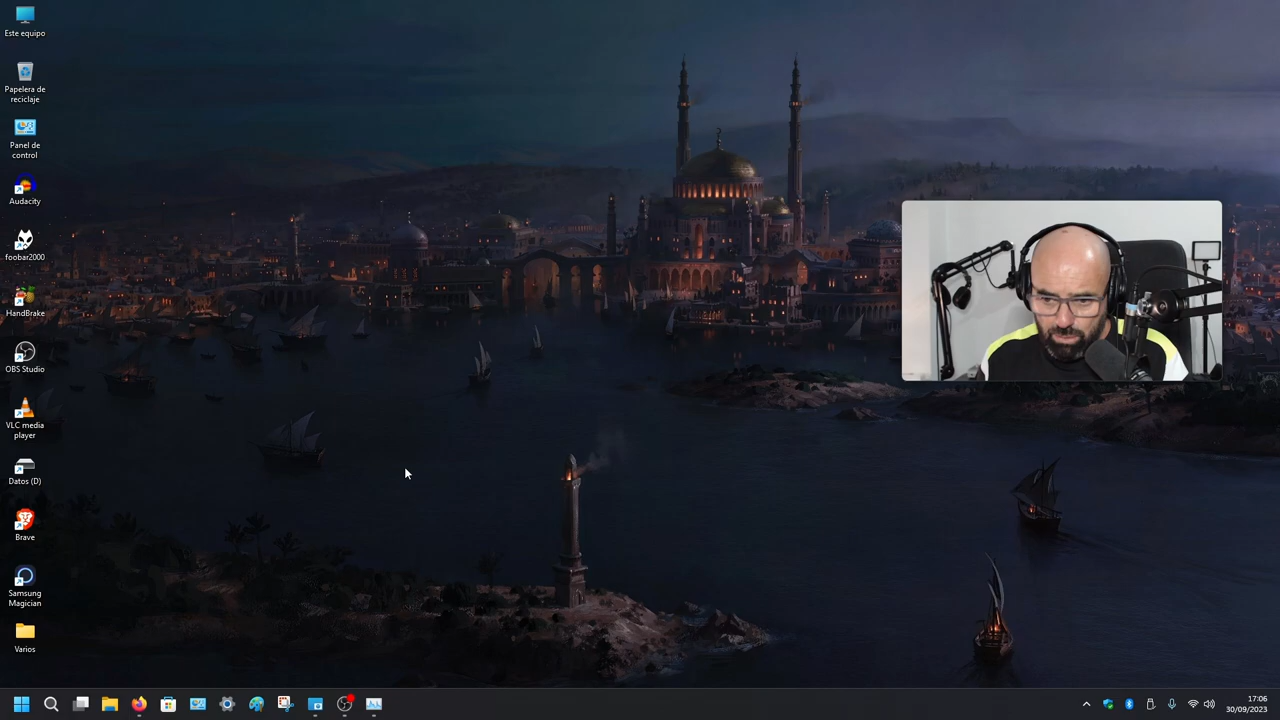 Este equipo
Papelera de
reciclaje
Panel de
control
Audacity
foobar2000
HandBrake
OBS Studio
VLC media
player
Datos (D)
Brave
Samsung
Magician
Varios
17:06
30/09/2023